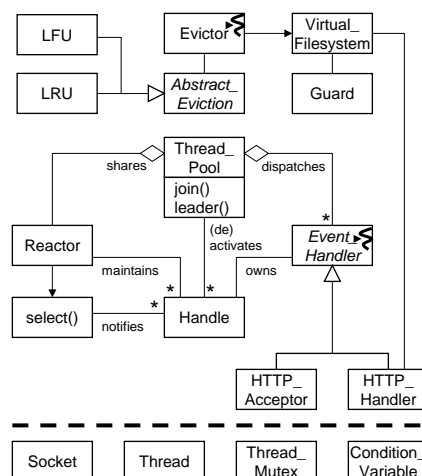 LFU
Evictor
Virtual_
Filesystem
LRU
Abstract_
Eviction
Guard
shares
Thread_
Pool
dispatches
join()
leader()
*
Reactor
(de)
activates
Event_
Handler
maintains
owns
*
*
*
select()
notifies
Handle
HTTP_
Acceptor
HTTP_
Handler
Socket
Thread
Thread_
Mutex
Condition_
Variable